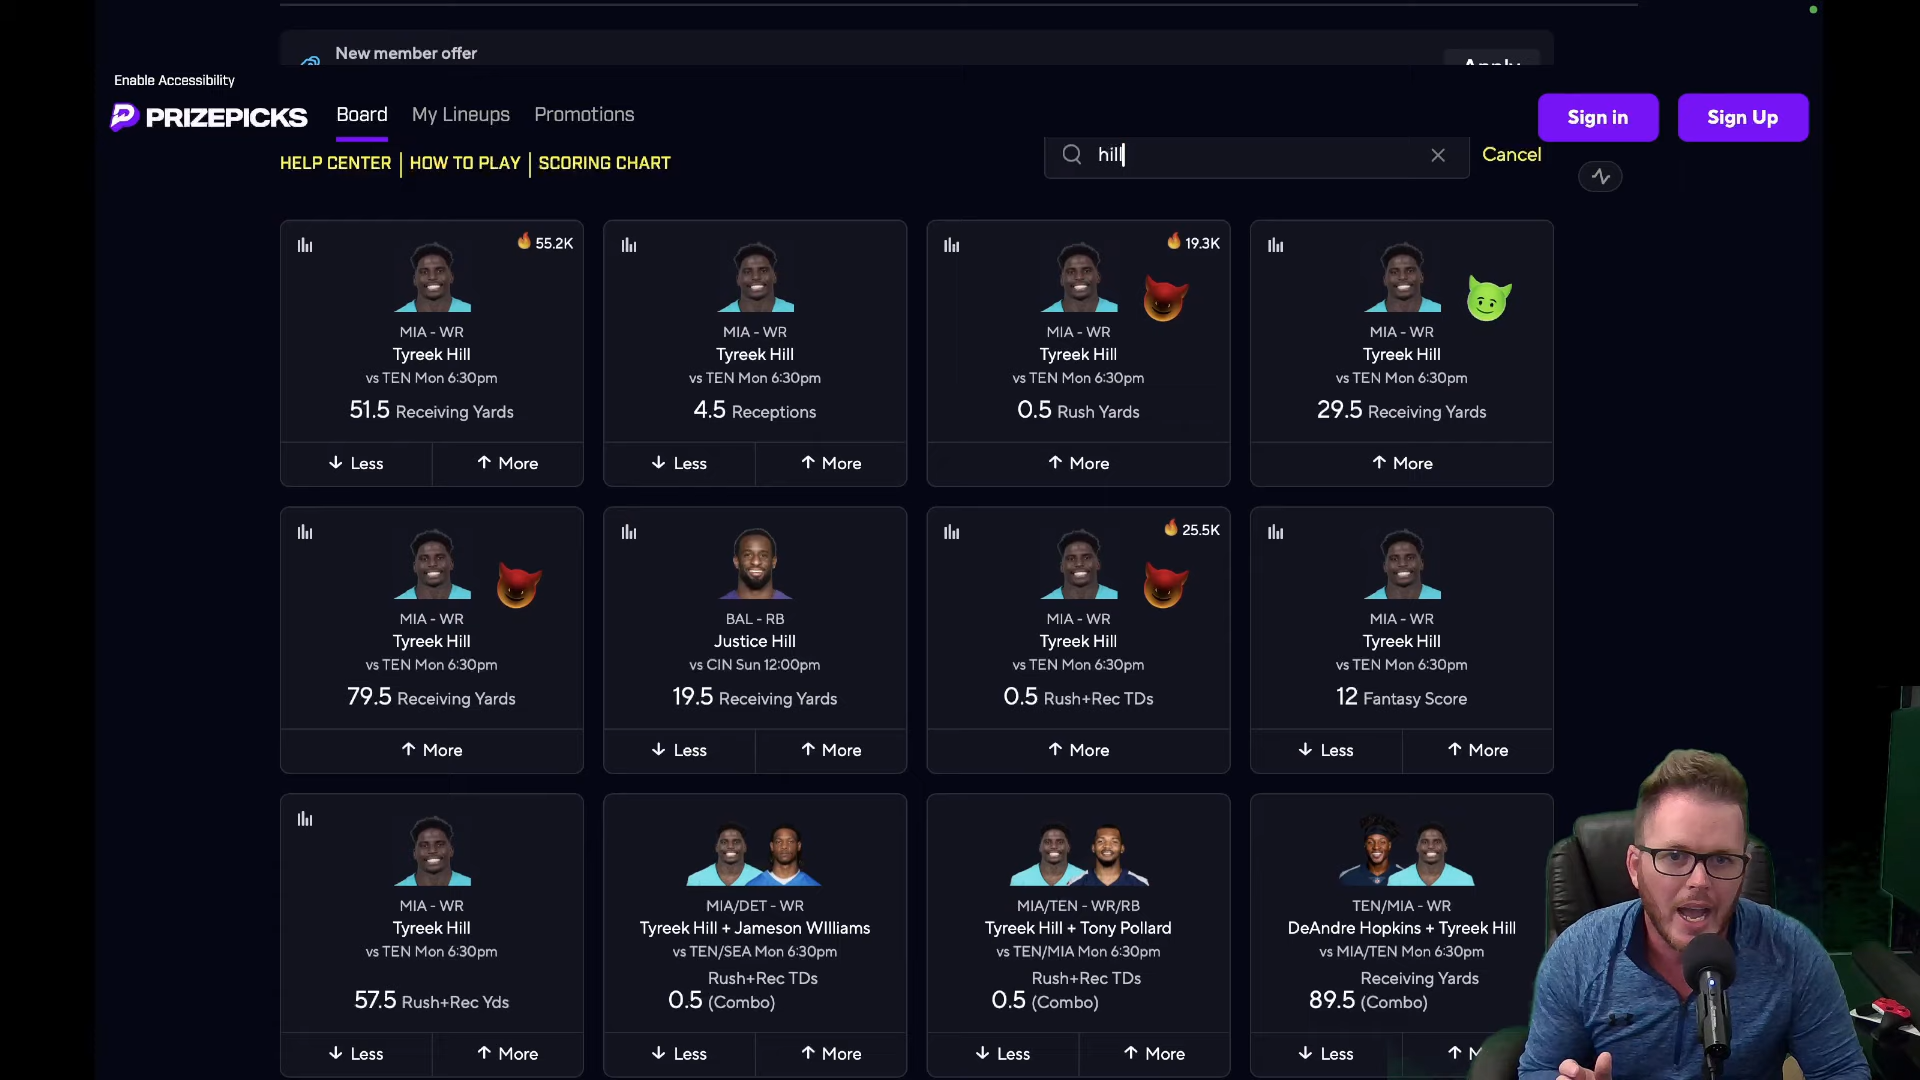 New member offer
Apply
Enable Accessibility
PRIZEPICKS
Board
My Lineups
Promotions
Sign in
Sign Up
HELP CENTER
HOW TO PLAY
SCORING CHART
hill
Cancel
55.2K
MIA - WR
Tyreek Hill
vs TEN Mon 6:30pm
51.5 Receiving Yards
Less
More
MIA - WR
Tyreek Hill
vs TEN Mon 6:30pm
4.5 Receptions
Less
More
19.3K
MIA - WR
Tyreek Hill
vs TEN Mon 6:30pm
0.5 Rush Yards
More
MIA - WR
Tyreek Hill
vs TEN Mon 6:30pm
29.5 Receiving Yards
More
MIA - WR
Tyreek Hill
vs TEN Mon 6:30pm
79.5 Receiving Yards
More
BAL - RB
Justice Hill
vs CIN Sun 12:00pm
19.5 Receiving Yards
Less
More
25.5K
MIA - WR
Tyreek Hill
vs TEN Mon 6:30pm
0.5 Rush+Rec TDs
More
MIA - WR
Tyreek Hill
vs TEN Mon 6:30pm
12 Fantasy Score
Less
More
MIA - WR
Tyreek Hill
vs TEN Mon 6:30pm
57.5 Rush+Rec Yds
Less
More
MIA/DET - WR
Tyreek Hill + Jameson WIlliams
vs TEN/SEA Mon 6:30pm
Rush+Rec TDs
0.5 (Combo)
Less
More
MIA/TEN - WR/RB
Tyreek Hill + Tony Pollard
vs TEN/MIA Mon 6:30pm
Rush+Rec TDs
0.5 (Combo)
Less
More
TEN/MIA - WR
DeAndre Hopkins + Tyreek Hill
vs MIA/TEN Mon 6:30pm
Receiving Yards
89.5 (Combo)
Less